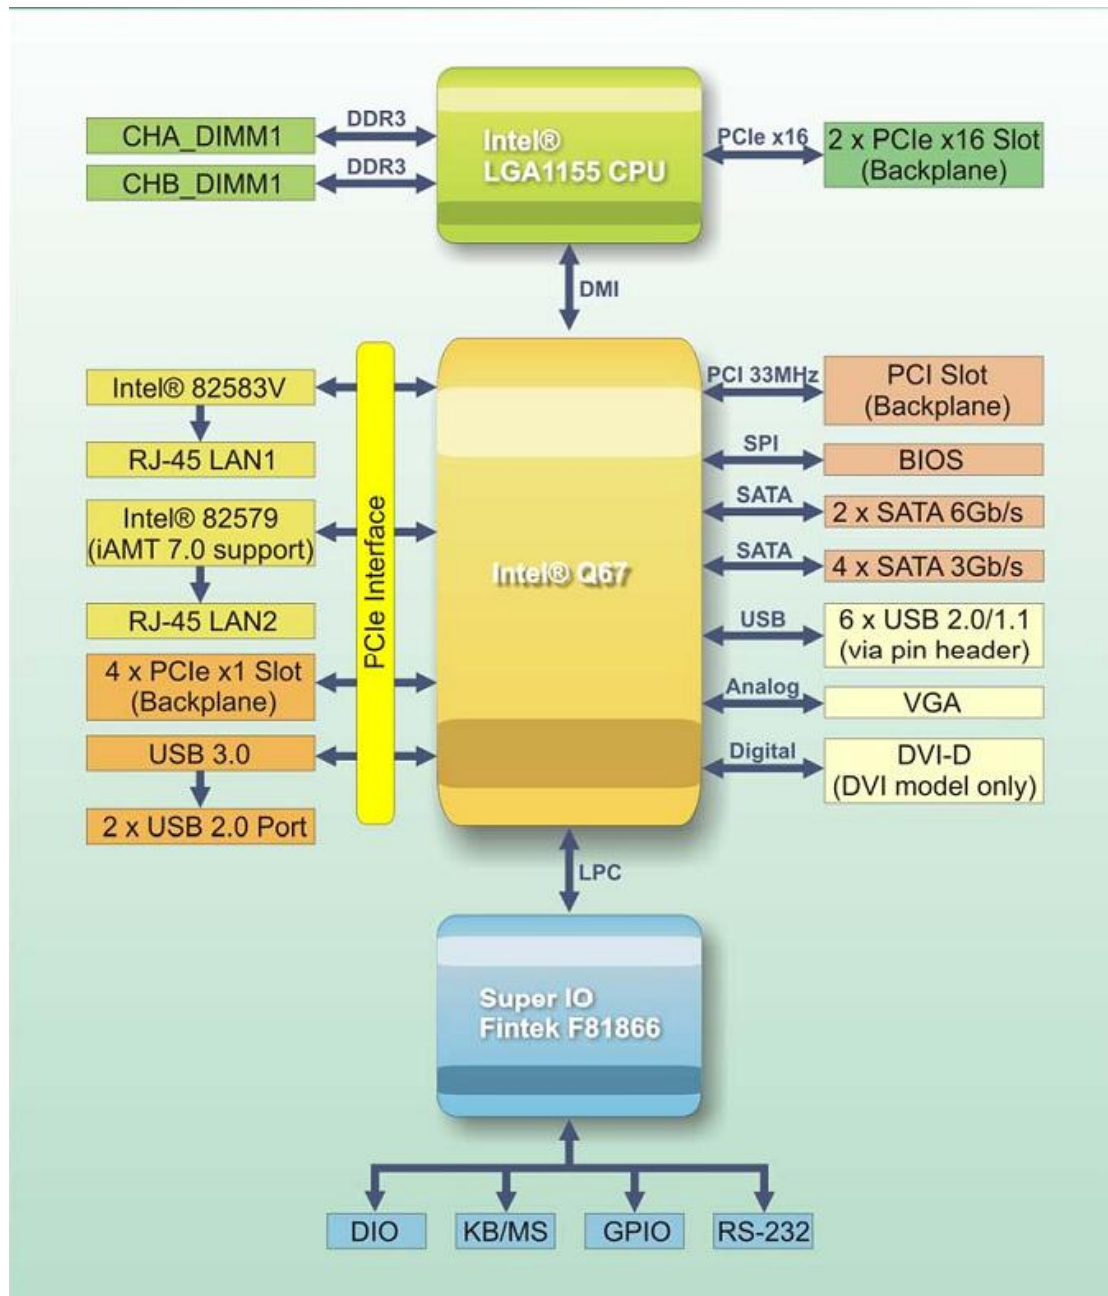 Intel®
LGA1155 CPU
DDR3
CHA_DIMM1
DDR3
CHB_DIMM1
PCIe x16
2 x PCIe x16 Slot
(Backplane)
DMI
Intel® Q67
PCIe Interface
Intel® 82583V
RJ-45 LAN1
Intel® 82579
(iAMT 7.0 support)
RJ-45 LAN2
4 x PCIe x1 Slot
(Backplane)
USB 3.0
2 x USB 2.0 Port
PCI 33MHz
PCI Slot
(Backplane)
SPI
BIOS
SATA
2 x SATA 6Gb/s
SATA
4 x SATA 3Gb/s
USB
6 x USB 2.0/1.1
(via pin header)
Analog
VGA
Digital
DVI-D
(DVI model only)
LPC
Super IO
Fintek F81866
DIO
KB/MS
GPIO
RS-232